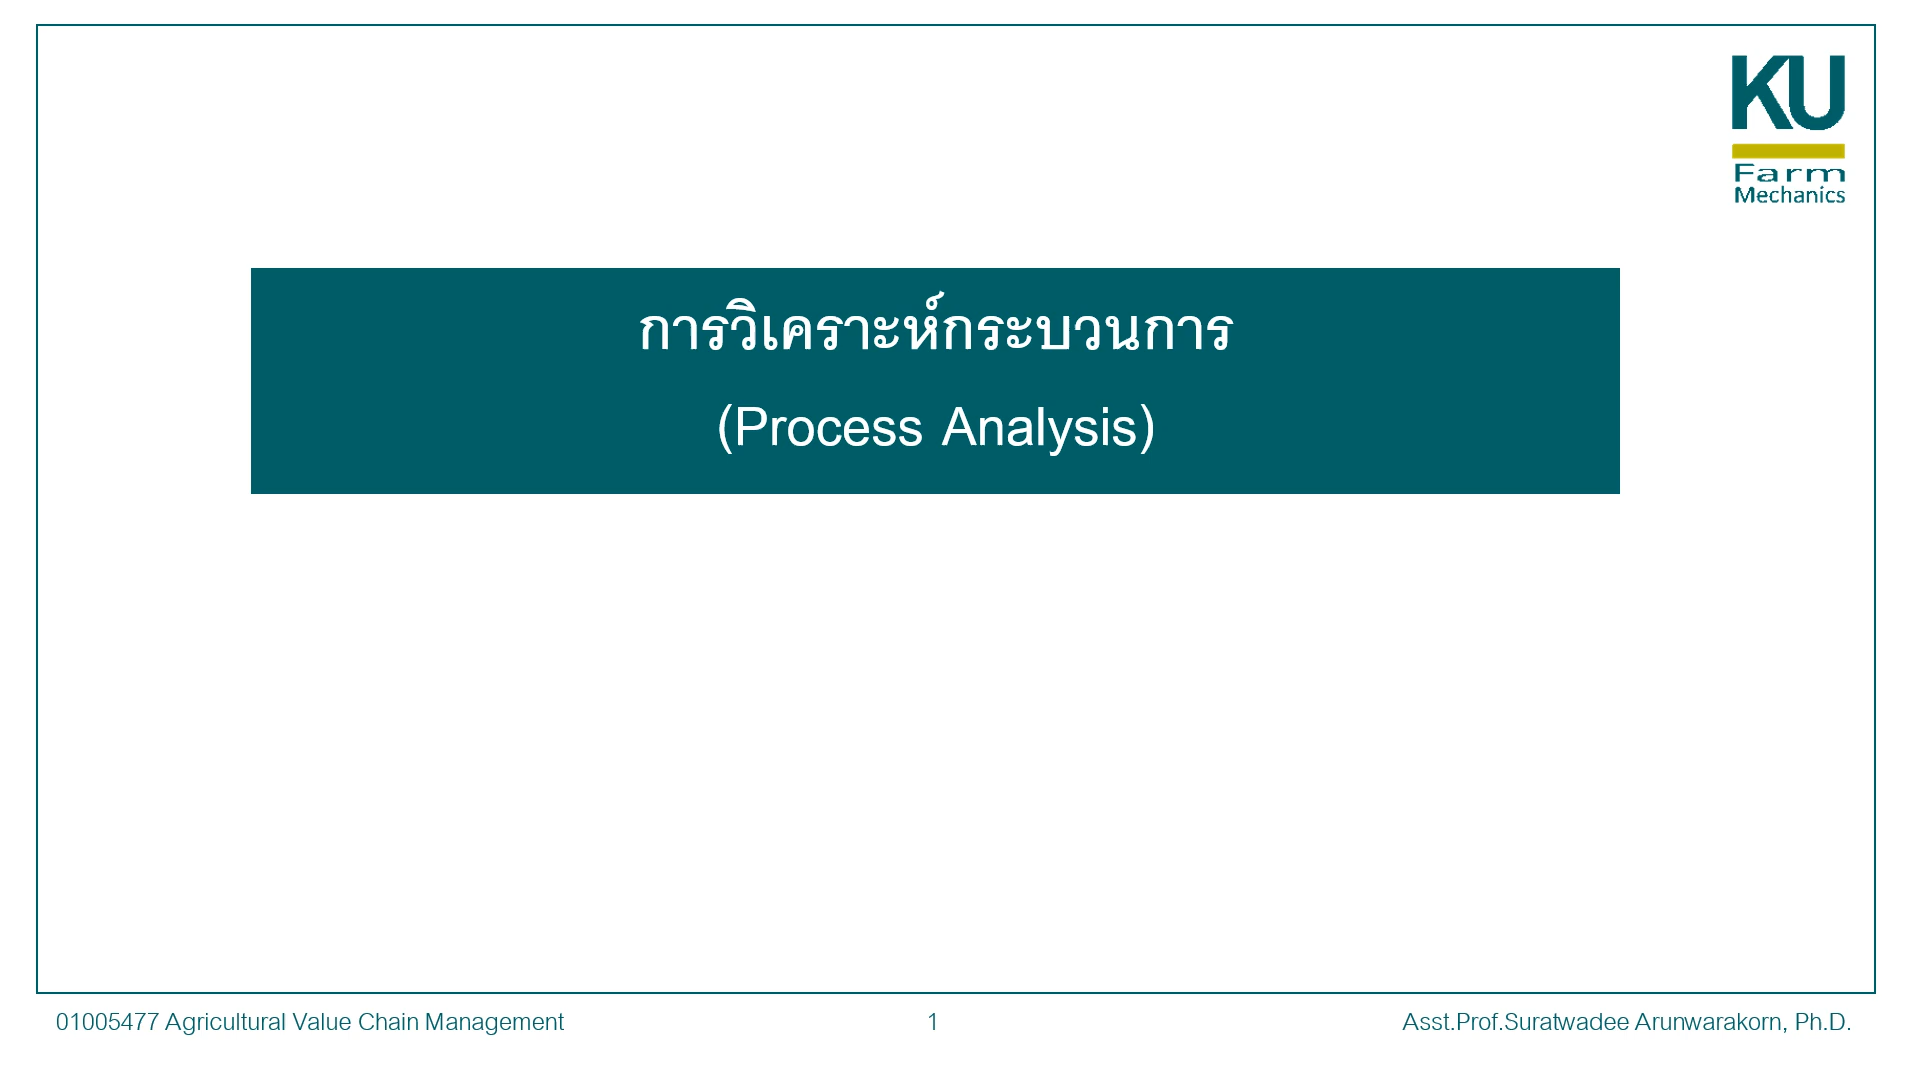 KU
Farm
Mechanics
การวิเคราะห์กระบวนการ
(Process Analysis)
01005477 Agricultural Value Chain Management
1
Asst.Prof.Suratwadee Arunwarakorn, Ph.D.